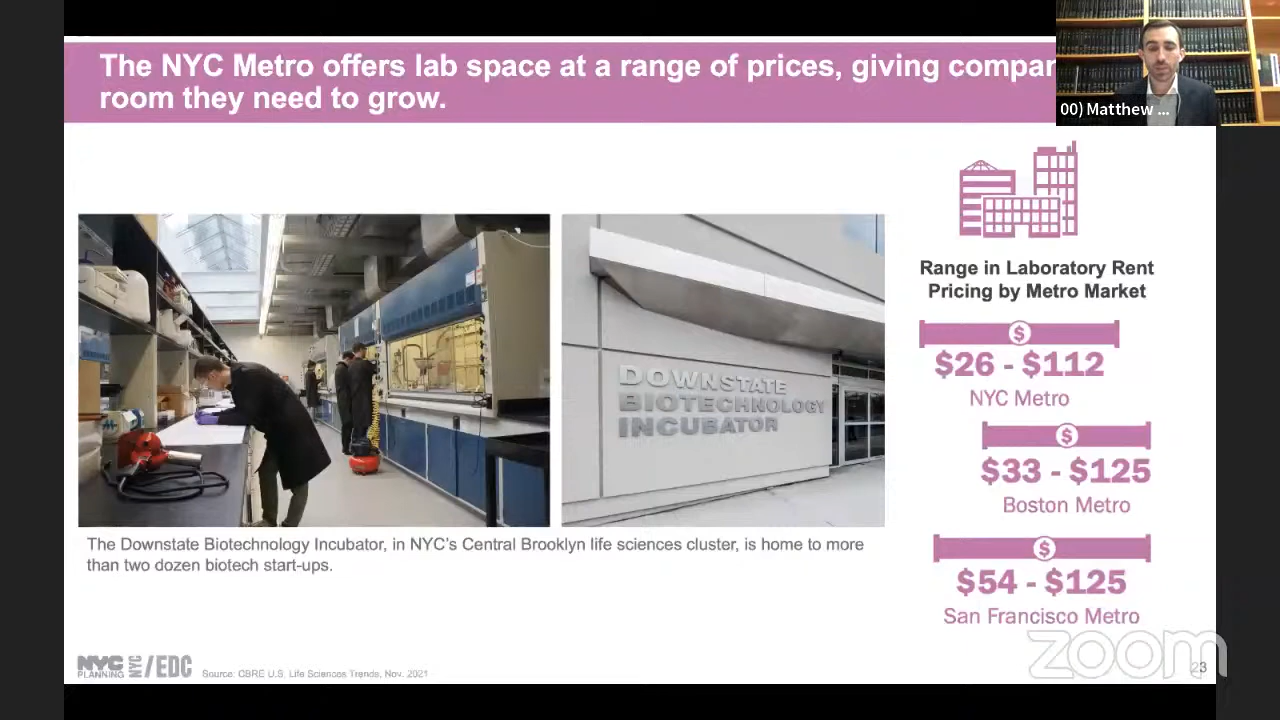 The NYC Metro offers lab space at a range of prices, giving compar
room they need to grow.
00) Matthew ...
DOWNSTATE
BIOTECHNOLOGY
INCUBATOR
The Downstate Biotechnology Incubator, in NYC's Central Brooklyn life sciences cluster, is home to more
than two dozen biotech start-ups.
Range in Laboratory Rent
Pricing by Metro Market
$
$26 - $112
NYC Metro
$
$33 - $125
Boston Metro
$
$54 - $125
San Francisco Metro
NYC
PLANNING
NYC
/EDC
Source: CBRE U.S. Life Sciences Trends, Nov. 2021
zoom
23